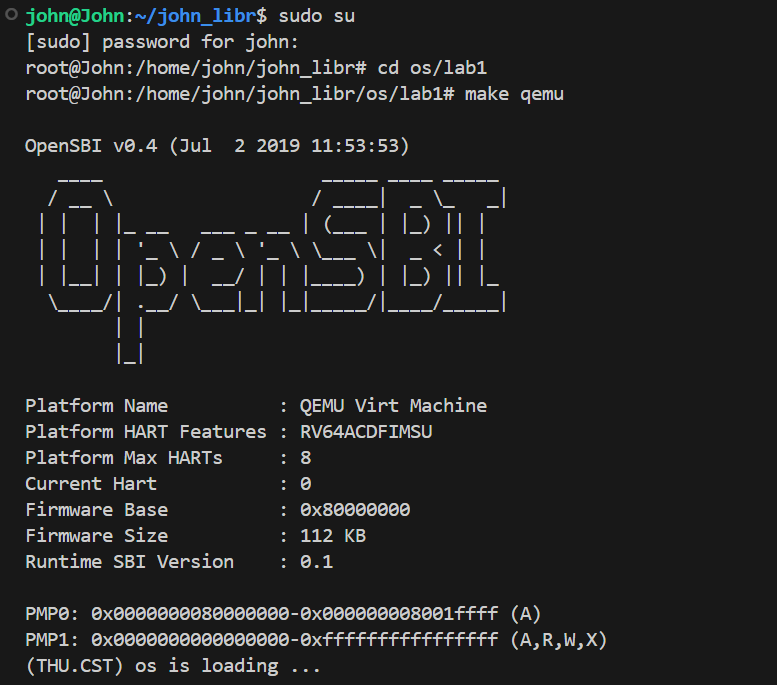 john@John:~/john_libr$ sudo su
[sudo] password for john:
root@John:/home/john/john_libr# cd os/lab1
root@John:/home/john/john_libr/os/lab1# make qemu
OpenSBI v0.4 (Jul  2 2019 11:53:53)
   ____                    _____ ____ _____
  / __ \                  / ____|  _ \_   _|
 | |  | |_ __   ___ _ __ | (___ | |_) || |
 | |  | | '_ \ / _ \ '_ \ \___ \|  _ < | |
 | |__| | |_) |  __/ | | |____) | |_) || |_
  \____/| .__/ \___|_| |_|_____/|____/_____|
        | |
        |_|
Platform Name          : QEMU Virt Machine
Platform HART Features : RV64ACDFIMSU
Platform Max HARTs     : 8
Current Hart           : 0
Firmware Base          : 0x80000000
Firmware Size          : 112 KB
Runtime SBI Version    : 0.1
PMP0: 0x0000000080000000-0x000000008001ffff (A)
PMP1: 0x0000000000000000-0xffffffffffffffff (A,R,W,X)
(THU.CST) os is loading ...